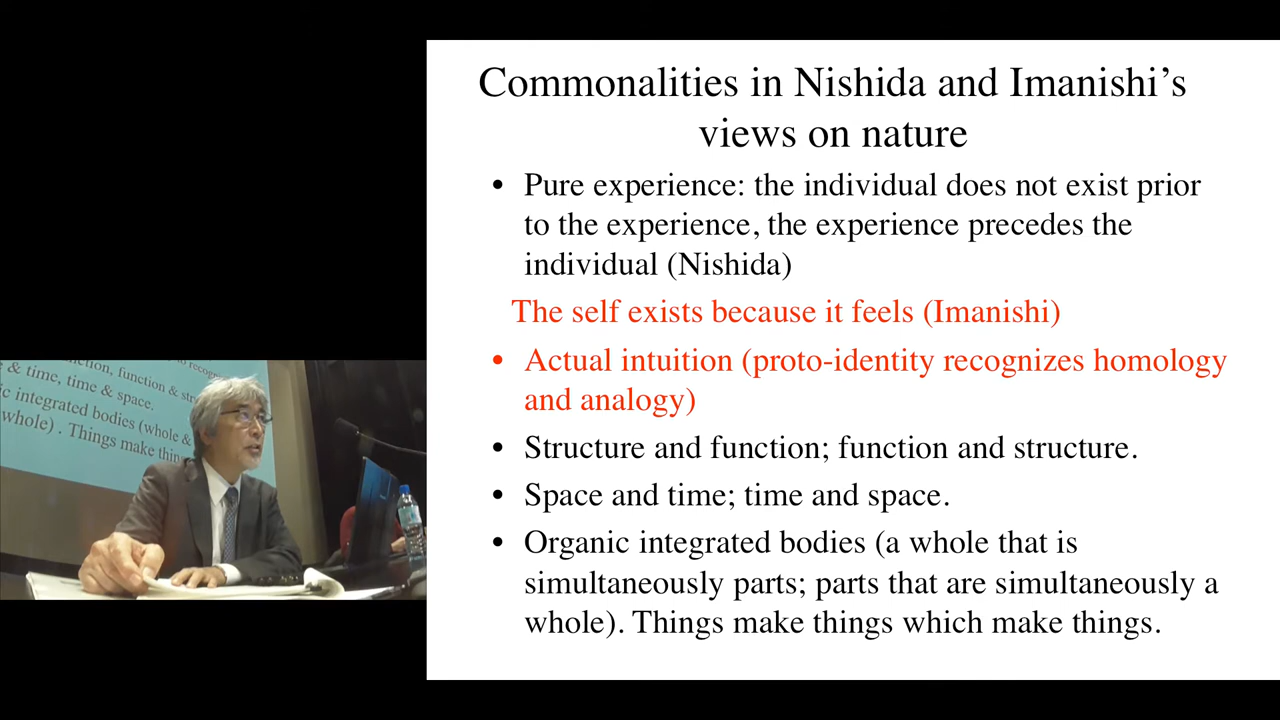 Commonalities in Nishida and Imanishi's
views on nature
• Pure experience: the individual does not exist prior
to the experience, the experience precedes the
individual (Nishida)
The self exists because it feels (Imanishi)
• Actual intuition (proto-identity recognizes homology
and analogy)
• Structure and function; function and structure.
• Space and time; time and space.
• Organic integrated bodies (a whole that is
simultaneously parts; parts that are simultaneously a
whole). Things make things which make things.
function, function &
& time, time & space.
integrated bodies (whole &
whole) . Things make